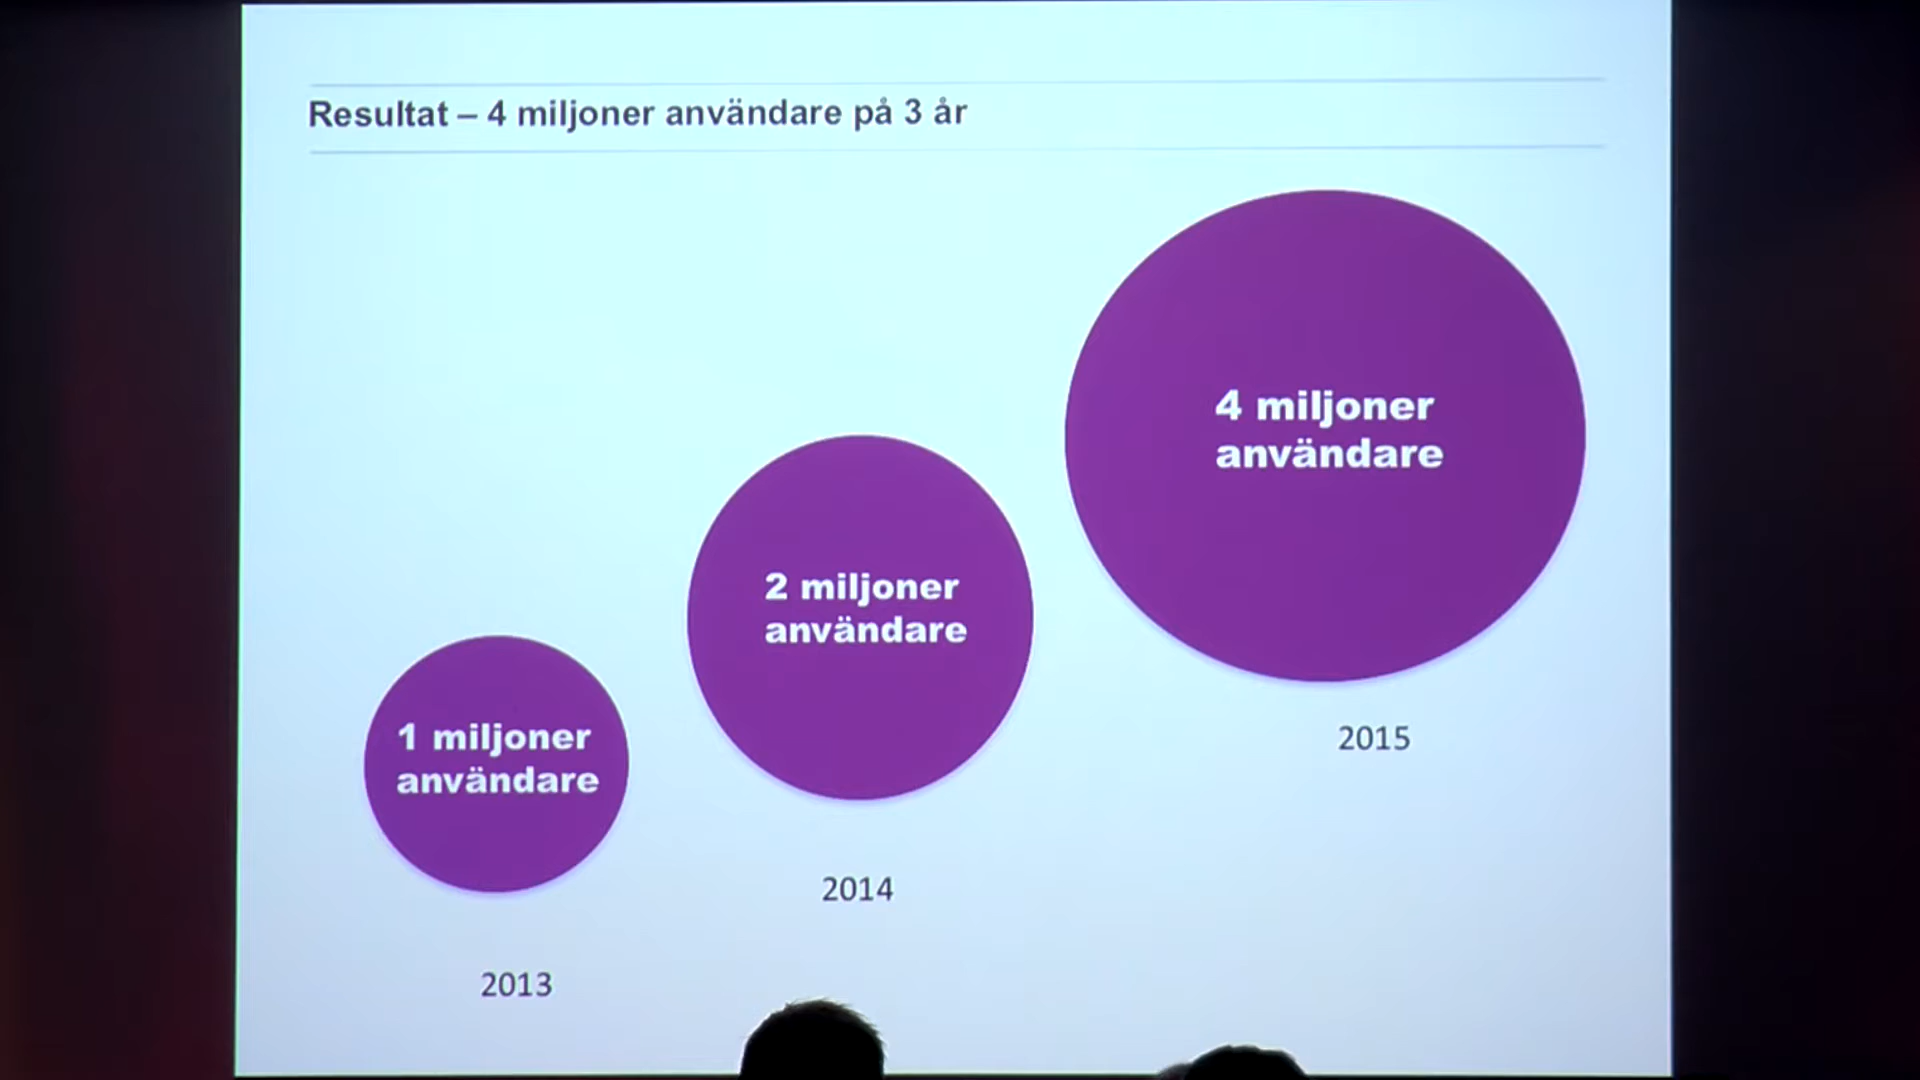 Resultat – 4 miljoner användare på 3 år
4 miljoner
användare
2 miljoner
användare
1 miljoner
användare
2015
2014
2013